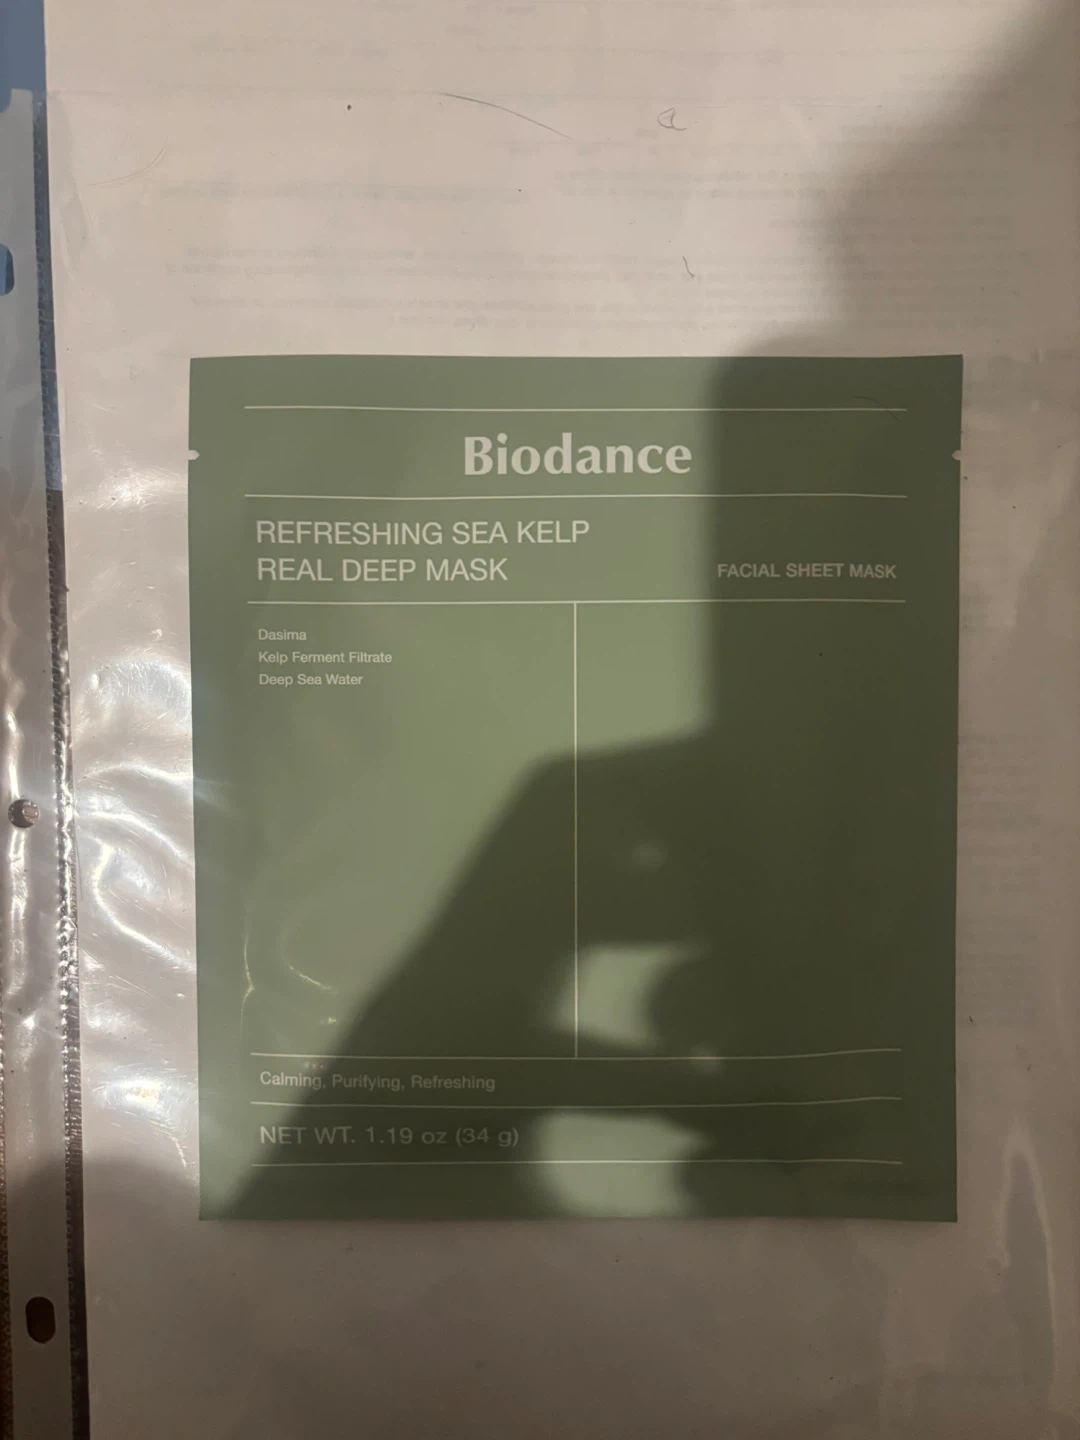 Biodance
REFRESHING SEA KELP
REAL DEEP MASK
FACIAL SHEET MASK
Dasima
Kelp Ferment Filtrate
Deep Sea Water
Calming, Purifying, Refreshing
NET WT. 1.19 oz (34 g)